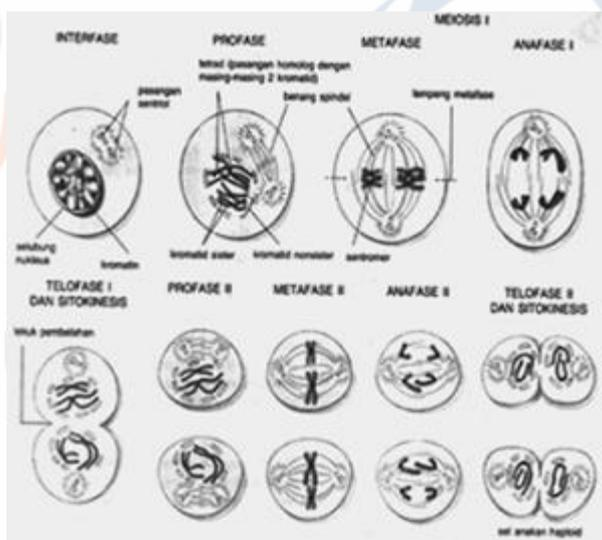 MEIOSIS I
INTERFASE
PROFASE
METAFASE
ANAFASE I
tetrad (pasangan homolog dengan
masing-masing 2 kromatid)
pasangan
sentriol
benang spindel
lempeng metafase
selubung
nukleus
kromatin
kromatid sister
kromatid nonsister
sentromer
TELOFASE I
DAN SITOKINESIS
PROFASE II
METAFASE II
ANAFASE II
TELOFASE II
DAN SITOKINESIS
lekuk pembelahan
sel anakan haploid